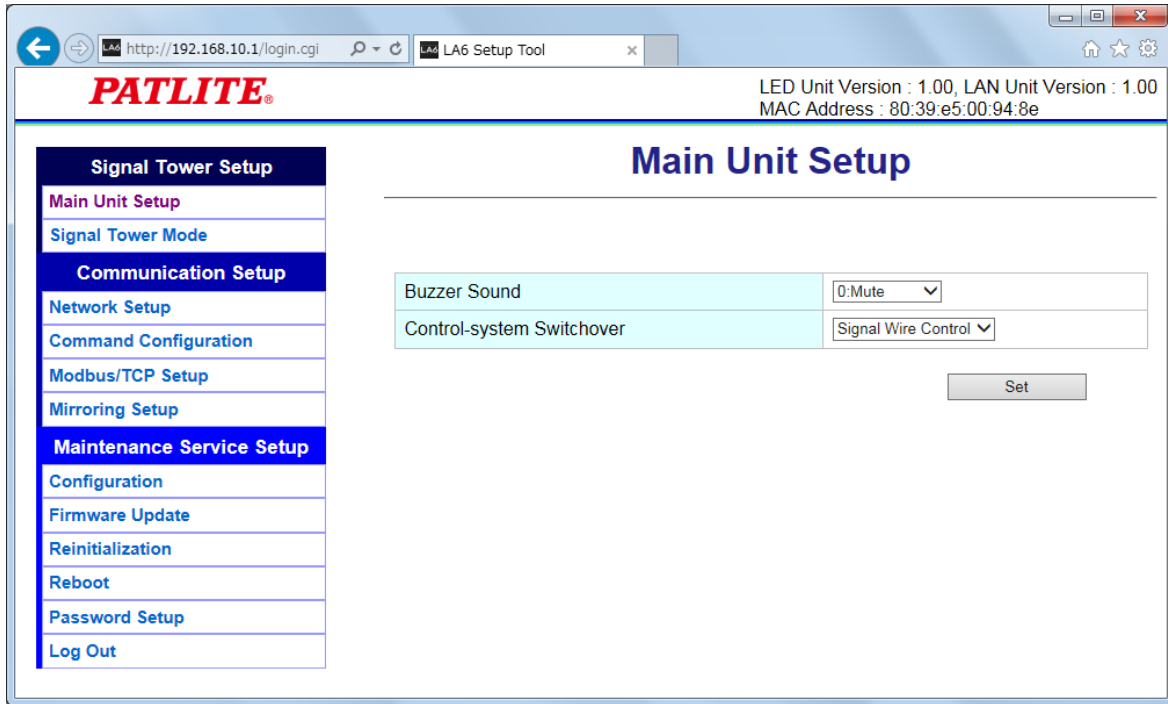 http://192.168.10.1/login.cgi
LA6 LA6 Setup Tool
PATLITE®
LED Unit Version : 1.00, LAN Unit Version : 1.00
MAC Address : 80:39:e5:00:94:8e
Signal Tower Setup
Main Unit Setup
Signal Tower Mode
Communication Setup
Network Setup
Command Configuration
Modbus/TCP Setup
Mirroring Setup
Maintenance Service Setup
Configuration
Firmware Update
Reinitialization
Reboot
Password Setup
Log Out
Main Unit Setup
Buzzer Sound
0:Mute
Control-system Switchover
Signal Wire Control
Set